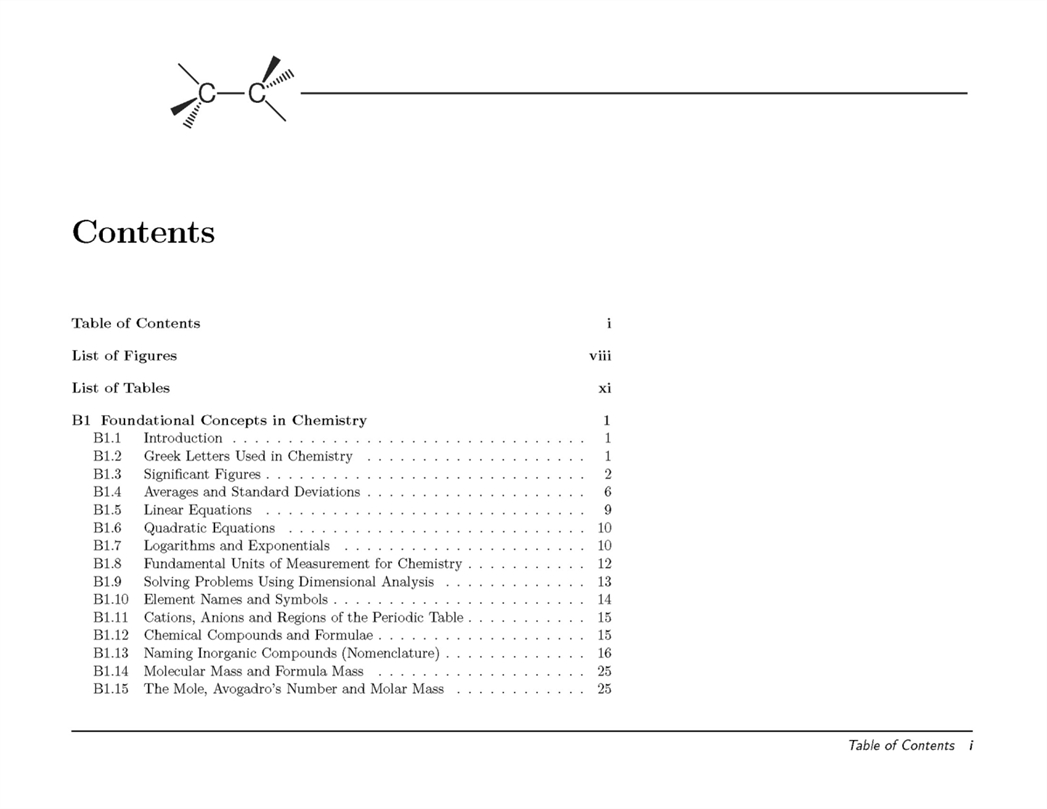 C C
Contents
Table of Contents i
List of Figures viii
List of Tables xi
B1 Foundational Concepts in Chemistry 1
B1.1 Introduction . . . . . . . . . . . . . . . . . . . . . . . . . . . . . . . . 1
B1.2 Greek Letters Used in Chemistry . . . . . . . . . . . . . . . . . . . . 1
B1.3 Significant Figures . . . . . . . . . . . . . . . . . . . . . . . . . . . . . 2
B1.4 Averages and Standard Deviations . . . . . . . . . . . . . . . . . . . . 6
B1.5 Linear Equations . . . . . . . . . . . . . . . . . . . . . . . . . . . . . 9
B1.6 Quadratic Equations . . . . . . . . . . . . . . . . . . . . . . . . . . . 10
B1.7 Logarithms and Exponentials . . . . . . . . . . . . . . . . . . . . . . 10
B1.8 Fundamental Units of Measurement for Chemistry . . . . . . . . . . . 12
B1.9 Solving Problems Using Dimensional Analysis . . . . . . . . . . . . . 13
B1.10 Element Names and Symbols . . . . . . . . . . . . . . . . . . . . . . . 14
B1.11 Cations, Anions and Regions of the Periodic Table . . . . . . . . . . . 15
B1.12 Chemical Compounds and Formulae . . . . . . . . . . . . . . . . . . . 15
B1.13 Naming Inorganic Compounds (Nomenclature) . . . . . . . . . . . . . 16
B1.14 Molecular Mass and Formula Mass . . . . . . . . . . . . . . . . . . . 25
B1.15 The Mole, Avogadro's Number and Molar Mass . . . . . . . . . . . . 25
Table of Contents i